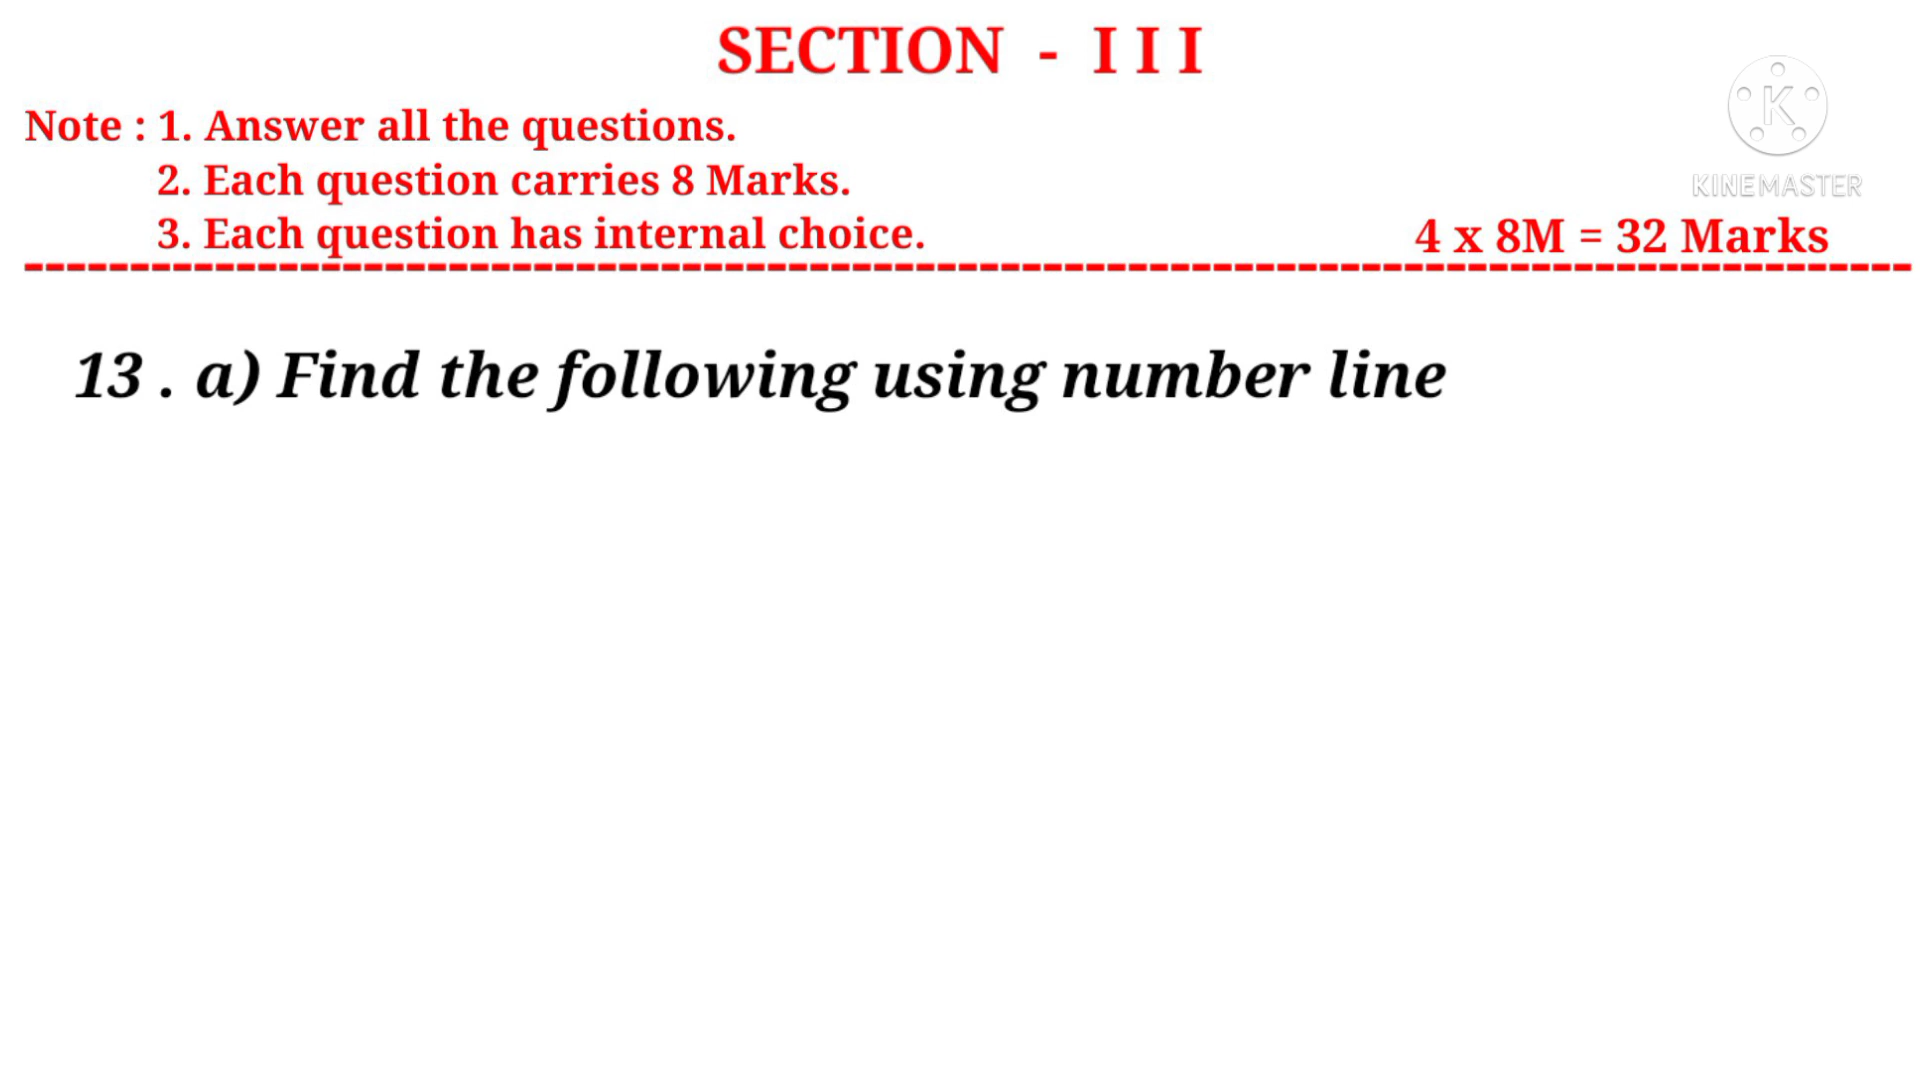 SECTION - I I I
Note : 1. Answer all the questions.
2. Each question carries 8 Marks.
3. Each question has internal choice.
4 x 8M = 32 Marks
--------------------------------------------------------------------------------
13 . a) Find the following using number line
K
KINEMASTER